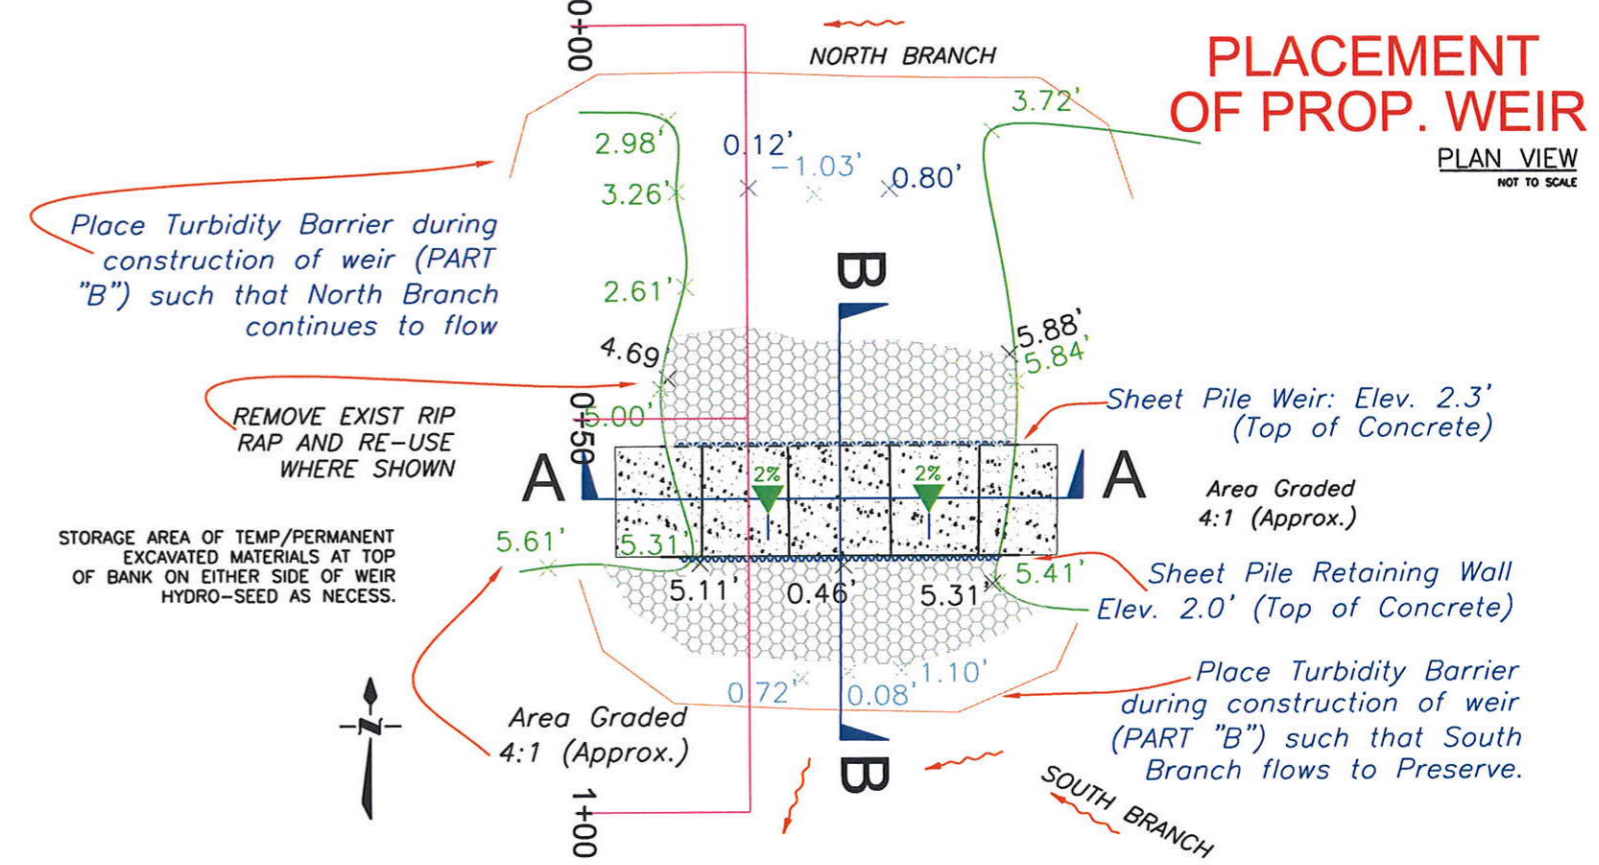 0+00
NORTH BRANCH
PLACEMENT
OF PROP. WEIR
PLAN VIEW
NOT TO SCALE
3.72'
2.98'
0.12'
-1.03'
0.80'
3.26'
Place Turbidity Barrier during
construction of weir (PART
"B") such that North Branch
continues to flow
2.61'
B
4.69'
5.88'
5.84'
REMOVE EXIST RIP
RAP AND RE-USE
WHERE SHOWN
5.00'
0+50
Sheet Pile Weir: Elev. 2.3'
(Top of Concrete)
A
2%
2%
A
Area Graded
4:1 (Approx.)
STORAGE AREA OF TEMP/PERMANENT
EXCAVATED MATERIALS AT TOP
OF BANK ON EITHER SIDE OF WEIR
HYDRO-SEED AS NECESS.
5.61'
5.31'
5.11'
0.46'
5.31'
5.41'
Sheet Pile Retaining Wall
Elev. 2.0' (Top of Concrete)
0.72'
0.08'
1.10'
Place Turbidity Barrier
during construction of weir
(PART "B") such that South
Branch flows to Preserve.
Area Graded
4:1 (Approx.)
N
B
1+00
SOUTH BRANCH